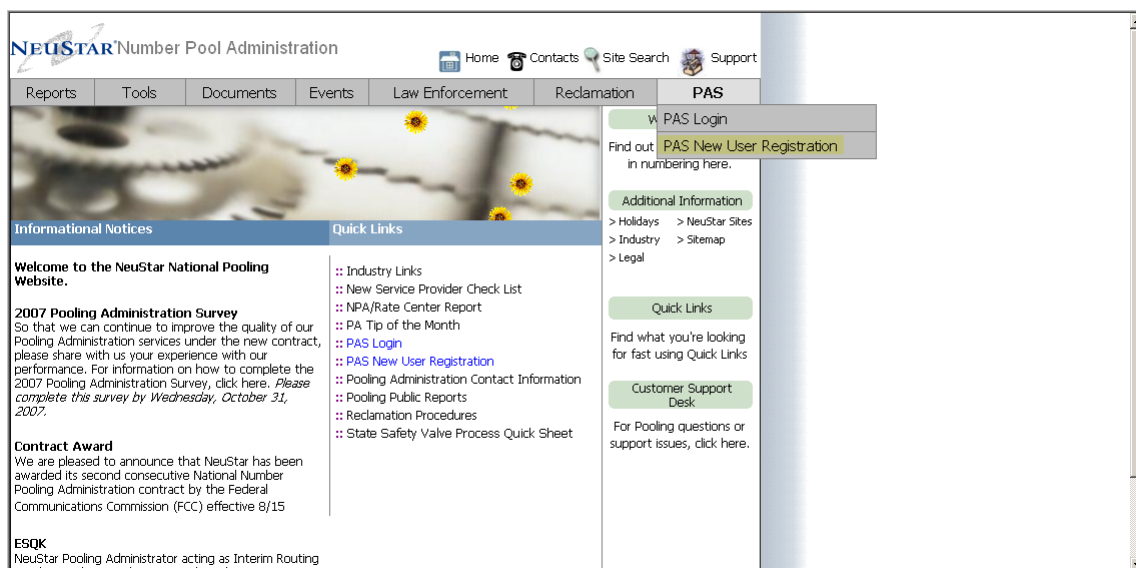 NEUSTAR® Number Pool Administration
Home Contacts Site Search Support
Reports Tools Documents Events Law Enforcement Reclamation PAS
PAS Login
PAS New User Registration
Find out
in numbering here.
Additional Information
> Holidays > NeuStar Sites
> Industry > Sitemap
> Legal
Quick Links
Find what you're looking
for fast using Quick Links
Customer Support
Desk
For Pooling questions or
support issues, click here.
Informational Notices
Welcome to the NeuStar National Pooling
Website.
2007 Pooling Administration Survey
So that we can continue to improve the quality of our
Pooling Administration services under the new contract,
please share with us your experience with our
performance. For information on how to complete the
2007 Pooling Administration Survey, click here. Please
complete this survey by Wednesday, October 31,
2007.
Contract Award
We are pleased to announce that NeuStar has been
awarded its second consecutive National Number
Pooling Administration contract by the Federal
Communications Commission (FCC) effective 8/15
ESQK
NeuStar Pooling Administrator acting as Interim Routing
Quick Links
:: Industry Links
:: New Service Provider Check List
:: NPA/Rate Center Report
:: PA Tip of the Month
:: PAS Login
:: PAS New User Registration
:: Pooling Administration Contact Information
:: Pooling Public Reports
:: Reclamation Procedures
:: State Safety Valve Process Quick Sheet